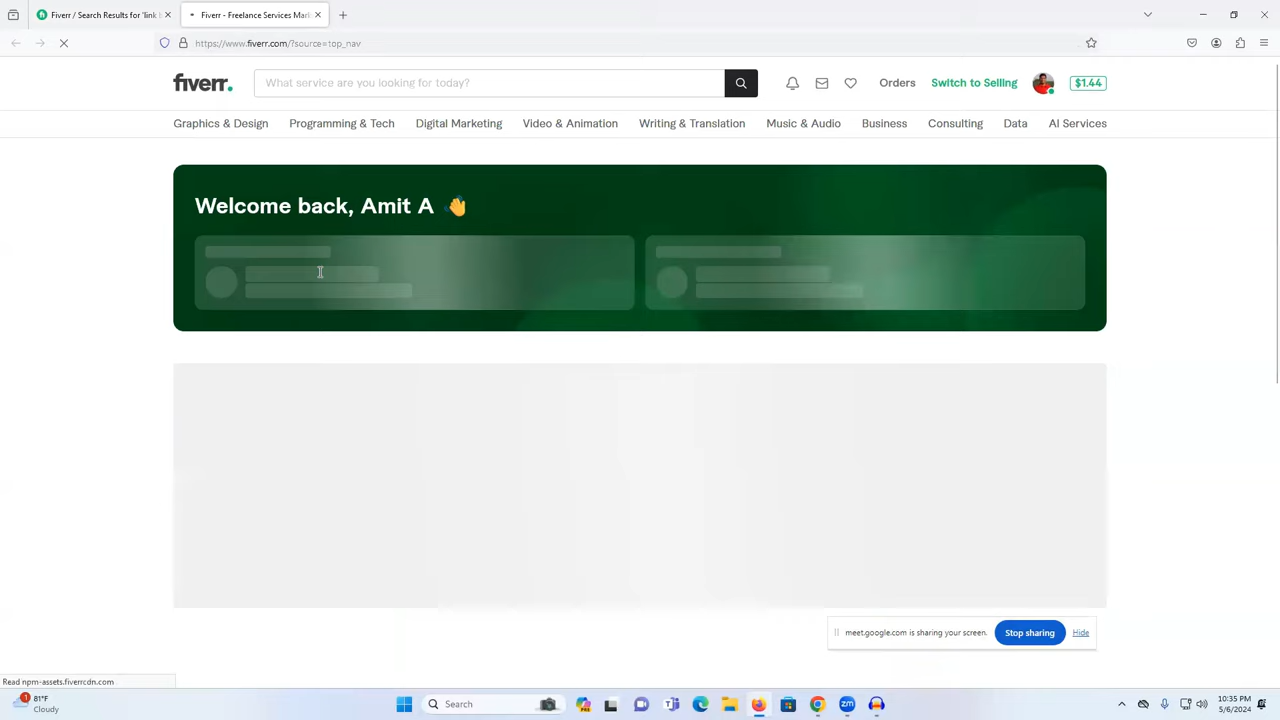 Fiverr / Search Results for 'link b
Fiverr - Freelance Services Mar
https://www.fiverr.com/?source=top_nav
fiverr.
What service are you looking for today?
Orders
Switch to Selling
$1.44
Graphics & Design
Programming & Tech
Digital Marketing
Video & Animation
Writing & Translation
Music & Audio
Business
Consulting
Data
AI Services
Welcome back, Amit A
meet.google.com is sharing your screen.
Stop sharing
Hide
Read npm-assets.fiverrcdn.com
1
81°F
Cloudy
Search
zm
10:35 PM
5/6/2024